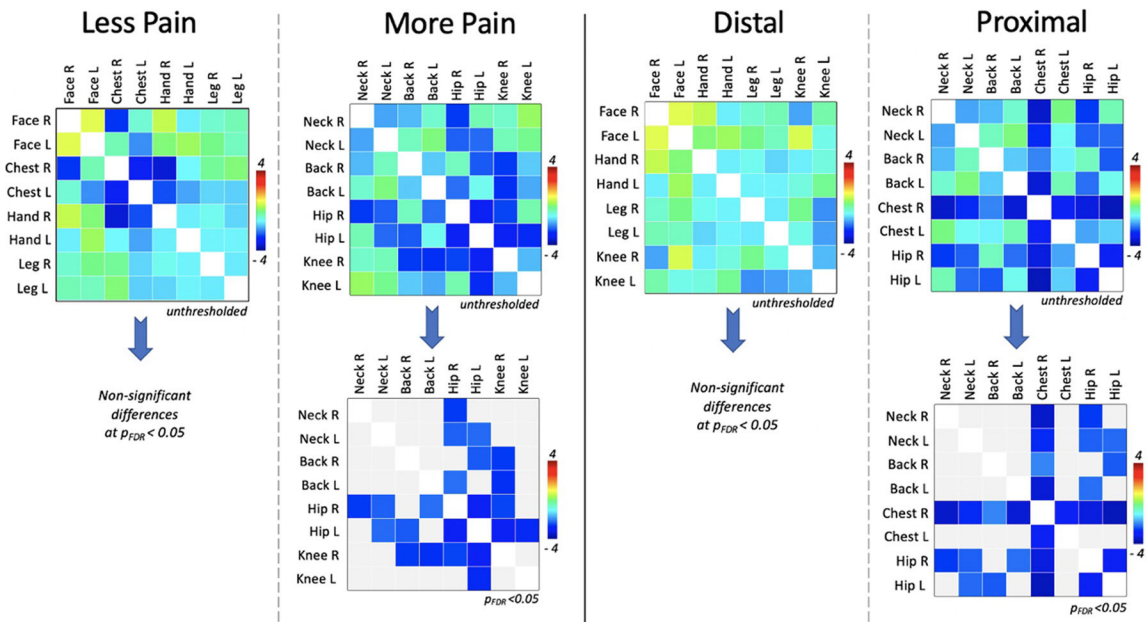 Less Pain
More Pain
Distal
Proximal
Face R Face L Chest R Chest L Hand R Hand L Leg R Leg L
Face R
Face L
Chest R
Chest L
Hand R
Hand L
Leg R
Leg L
4
- 4
unthresholded
Non-significant
differences
at pFDR < 0.05
Neck R Neck L Back R Back L Hip R Hip L Knee R Knee L
Neck R
Neck L
Back R
Back L
Hip R
Hip L
Knee R
Knee L
4
- 4
unthresholded
Neck R Neck L Back R Back L Hip R Hip L Knee R Knee L
Neck R
Neck L
Back R
Back L
Hip R
Hip L
Knee R
Knee L
4
- 4
pFDR <0.05
Face R Face L Hand R Hand L Leg R Leg L Knee R Knee L
Face R
Face L
Hand R
Hand L
Leg R
Leg L
Knee R
Knee L
4
- 4
unthresholded
Non-significant
differences
at pFDR < 0.05
Neck R Neck L Back R Back L Chest R Chest L Hip R Hip L
Neck R
Neck L
Back R
Back L
Chest R
Chest L
Hip R
Hip L
4
- 4
unthresholded
Neck R Neck L Back R Back L Chest R Chest L Hip R Hip L
Neck R
Neck L
Back R
Back L
Chest R
Chest L
Hip R
Hip L
4
- 4
pFDR <0.05